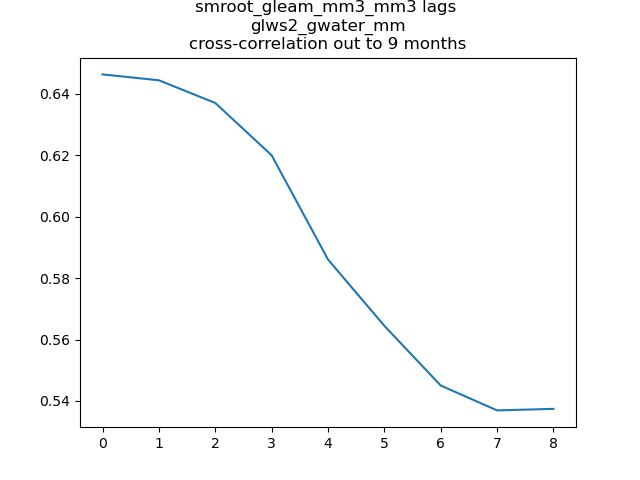 smroot_gleam_mm3_mm3 lags
glws2_gwater_mm
cross-correlation out to 9 months
0.64
0.62
0.60
0.58
0.56
0.54
0 1 2 3 4 5 6 7 8